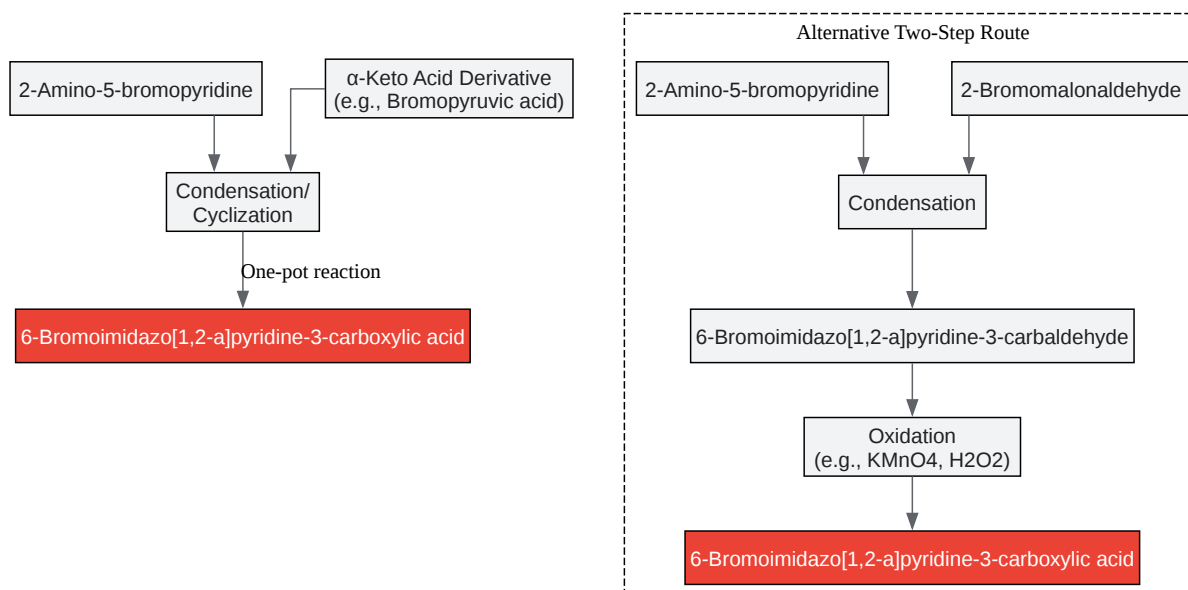 2-Amino-5-bromopyridine
α-Keto Acid Derivative
(e.g., Bromopyruvic acid)
Condensation/
Cyclization
One-pot reaction
6-Bromoimidazo[1,2-a]pyridine-3-carboxylic acid
Alternative Two-Step Route
2-Amino-5-bromopyridine
2-Bromomalonaldehyde
Condensation
6-Bromoimidazo[1,2-a]pyridine-3-carbaldehyde
Oxidation
(e.g., KMnO4, H2O2)
6-Bromoimidazo[1,2-a]pyridine-3-carboxylic acid